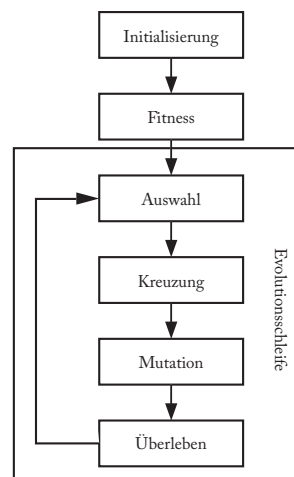 Initialisierung
Fitness
Auswahl
Kreuzung
Mutation
Überleben
Evolutionsschleife